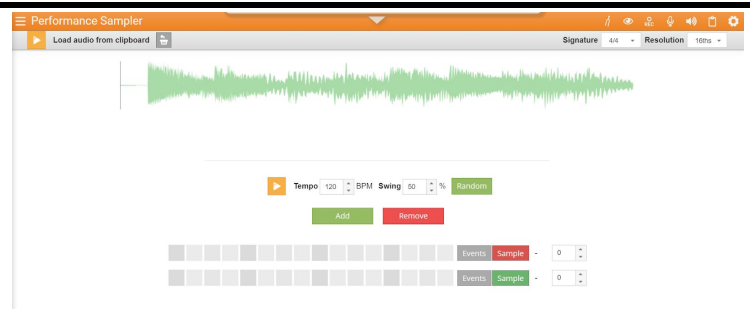 Performance Sampler
REC
Load audio from clipboard Signature 4/4 Resolution 16ths
Tempo 120 BPM Swing 50 % Random
Add Remove
Events Sample - 0
Events Sample - 0